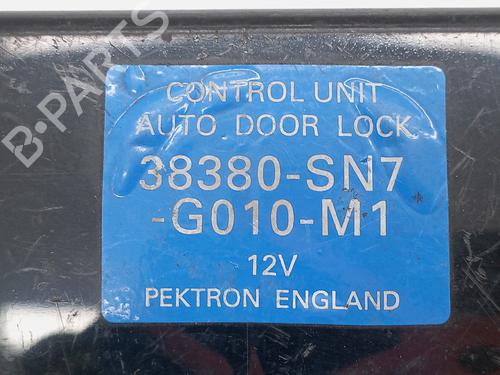 B-PARTS
CONTROL UNIT
AUTO DOOR LOCK
38380-SN7
-G010-M1
12V
PEKTRON ENGLAND